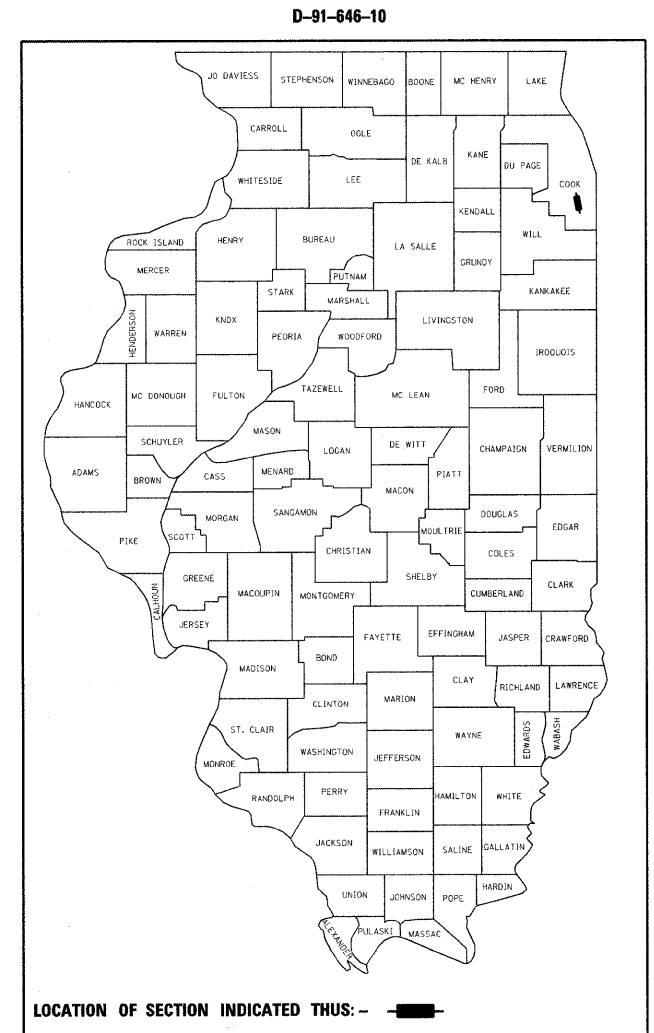 D-91-646-10
JO DAVIESS STEPHENSON WINNEBAGO BOONE MC HENRY LAKE
CARROLL OGLE DE KALB KANE DU PAGE COOK
WHITESIDE LEE
KENDALL
ROCK ISLAND HENRY BUREAU LA SALLE GRUNDY WILL
MERCER STARK PUTNAM KANKAKEE
MARSHALL
HENDERSON WARREN KNOX PEORIA WOODFORD LIVINGSTON IROQUOIS
HANCOCK MC DONOUGH FULTON TAZEWELL MC LEAN FORD
SCHUYLER MASON LOGAN DE WITT CHAMPAIGN VERMILION
ADAMS BROWN CASS MENARD MACON PIATT
PIKE SCOTT MORGAN SANGAMON CHRISTIAN MOULTRIE DOUGLAS EDGAR
COLES
CALHOUN GREENE MACOUPIN MONTGOMERY SHELBY CUMBERLAND CLARK
JERSEY FAYETTE EFFINGHAM JASPER CRAWFORD
MADISON BOND
CLAY RICHLAND LAWRENCE
CLINTON MARION
ST. CLAIR WAYNE EDWARDS WABASH
MONROE WASHINGTON JEFFERSON
RANDOLPH PERRY HAMILTON WHITE
FRANKLIN
JACKSON WILLIAMSON SALINE GALLATIN
UNION JOHNSON POPE HARDIN
ALEXANDER PULASKI MASSAC
LOCATION OF SECTION INDICATED THUS: -